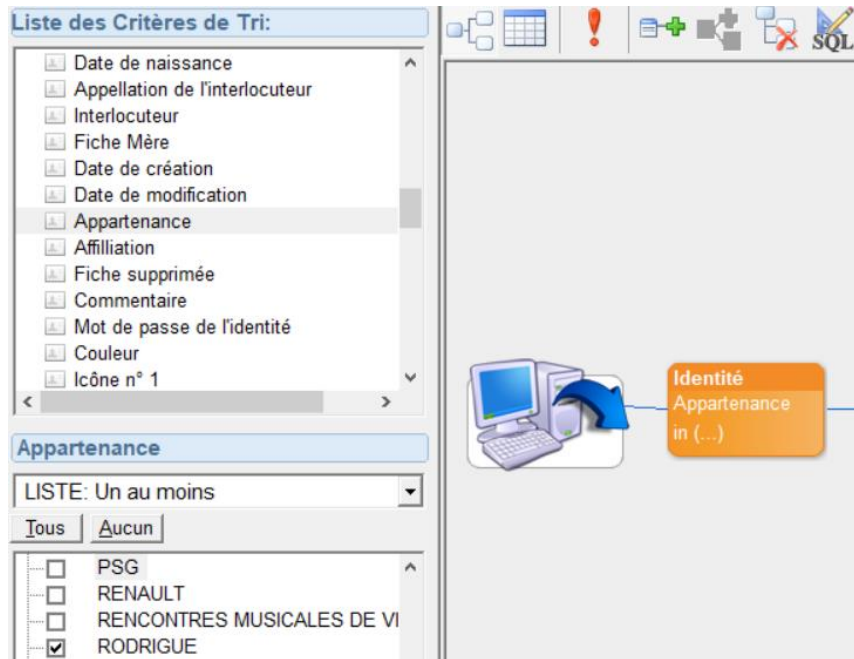 Liste des Critères de Tri:
Date de naissance
Appellation de l'interlocuteur
Interlocuteur
Fiche Mère
Date de création
Date de modification
Appartenance
Affilliation
Fiche supprimée
Commentaire
Mot de passe de l'identité
Couleur
Icône n° 1
Appartenance
LISTE: Un au moins
Tous Aucun
PSG
RENAULT
RENCONTRES MUSICALES DE VI
RODRIGUE
SQL
Identité
Appartenance
in (...)